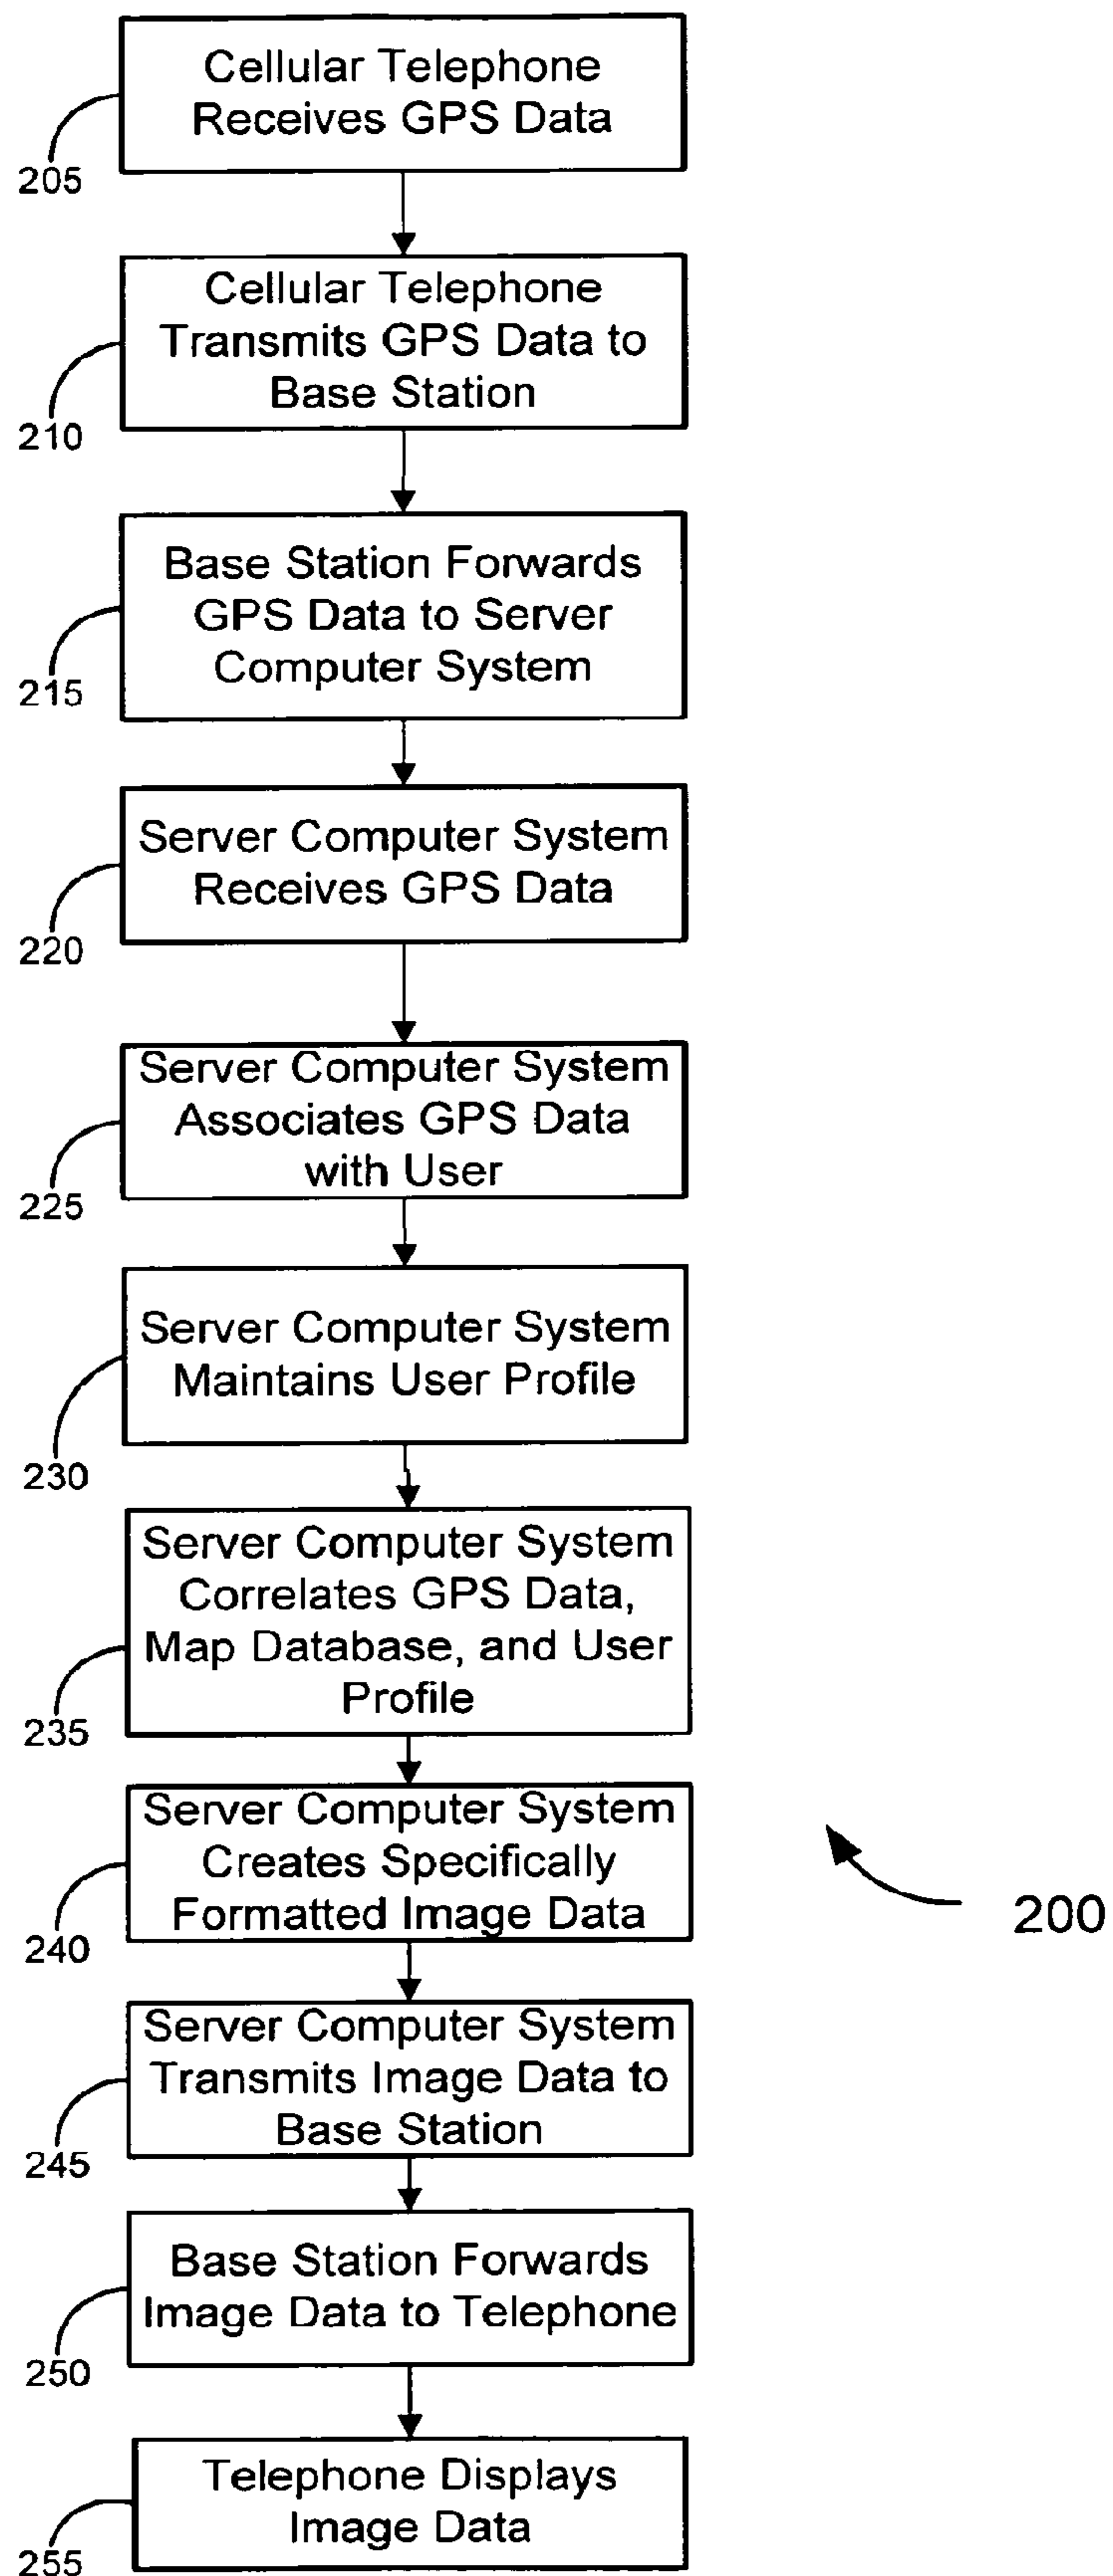 Cellular Telephone
Receives GPS Data
205
Cellular Telephone
Transmits GPS Data to
Base Station
210
Base Station Forwards
GPS Data to Server
Computer System
215
Server Computer System
Receives GPS Data
220
Server Computer System
Associates GPS Data
with User
225
Server Computer System
Maintains User Profile
230
Server Computer System
Correlates GPS Data,
Map Database, and User
Profile
235
Server Computer System
Creates Specifically
Formatted Image Data
240
200
Server Computer System
Transmits Image Data to
Base Station
245
Base Station Forwards
Image Data to Telephone
250
Telephone Displays
Image Data
255